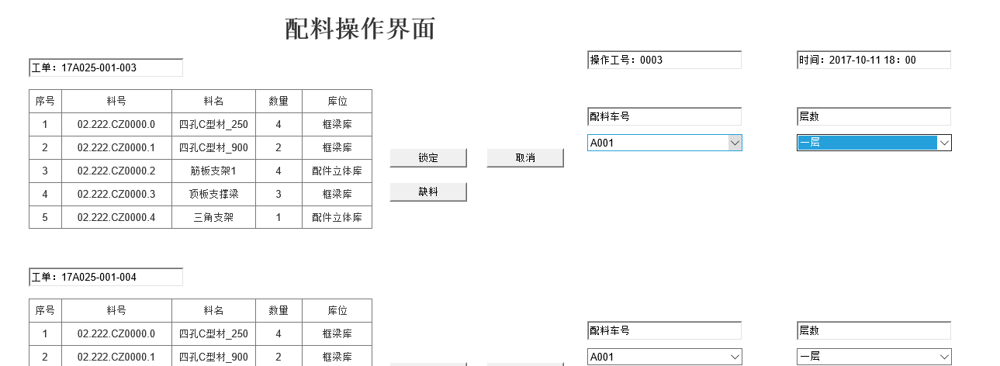 配料操作界面
操作工号：0003
时间：2017-10-11 18：00
工单：17A025-001-003
序号 料号 料名 数量 库位
1 02.222.CZ0000.0 四孔C型材_250 4 框梁库
2 02.222.CZ0000.1 四孔C型材_900 2 框梁库
3 02.222.CZ0000.2 筋板支架1 4 配件立体库
4 02.222.CZ0000.3 顶板支撑梁 3 框梁库
5 02.222.CZ0000.4 三角支架 1 配件立体库
锁定 取消
缺料
配料车号 层数
A001 一层
工单：17A025-001-004
序号 料号 料名 数量 库位
1 02.222.CZ0000.0 四孔C型材_250 4 框梁库
2 02.222.CZ0000.1 四孔C型材_900 2 框梁库
配料车号 层数
A001 一层